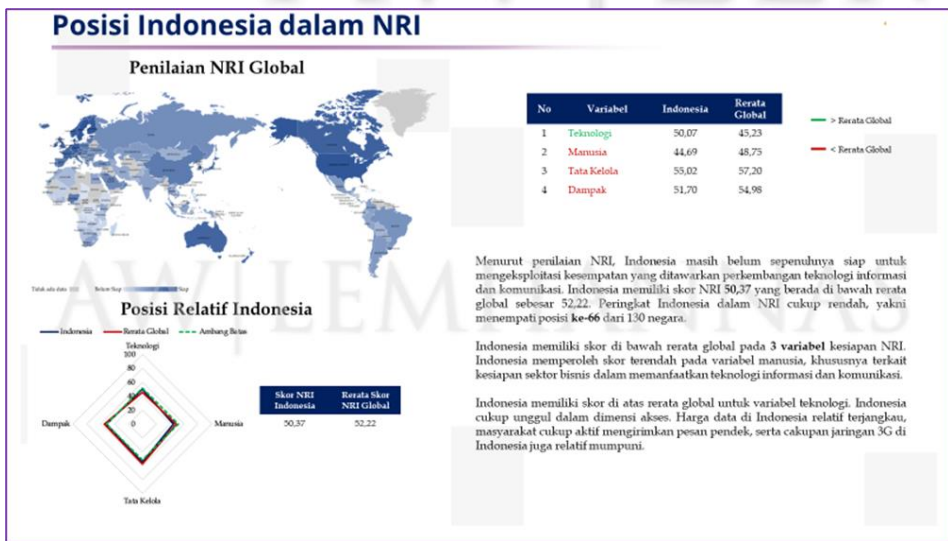 Posisi Indonesia dalam NRI
Penilaian NRI Global
Tidak ada data
Belum Siap
Siap
Posisi Relatif Indonesia
Indonesia Rerata Global Ambang Batas
Teknologi
100
80
60
40
20
0
Dampak
Manusia
Tata Kelola
Skor NRI Indonesia
Rerata Skor NRI Global
50,37 52,22
No Variabel Indonesia Rerata Global
1 Teknologi 50,07 45,23
2 Manusia 44,69 48,75
3 Tata Kelola 55,02 57,20
4 Dampak 51,70 54,98
> Rerata Global
< Rerata Global
Menurut penilaian NRI, Indonesia masih belum sepenuhnya siap untuk
mengeksploitasi kesempatan yang ditawarkan perkembangan teknologi informasi
dan komunikasi. Indonesia memiliki skor NRI 50,37 yang berada di bawah rerata
global sebesar 52,22. Peringkat Indonesia dalam NRI cukup rendah, yakni
menempati posisi ke-66 dari 130 negara.
Indonesia memiliki skor di bawah rerata global pada 3 variabel kesiapan NRI.
Indonesia memperoleh skor terendah pada variabel manusia, khususnya terkait
kesiapan sektor bisnis dalam memanfaatkan teknologi informasi dan komunikasi.
Indonesia memiliki skor di atas rerata global untuk variabel teknologi. Indonesia
cukup unggul dalam dimensi akses. Harga data di Indonesia relatif terjangkau,
masyarakat cukup aktif mengirimkan pesan pendek, serta cakupan jaringan 3G di
Indonesia juga relatif mumpuni.